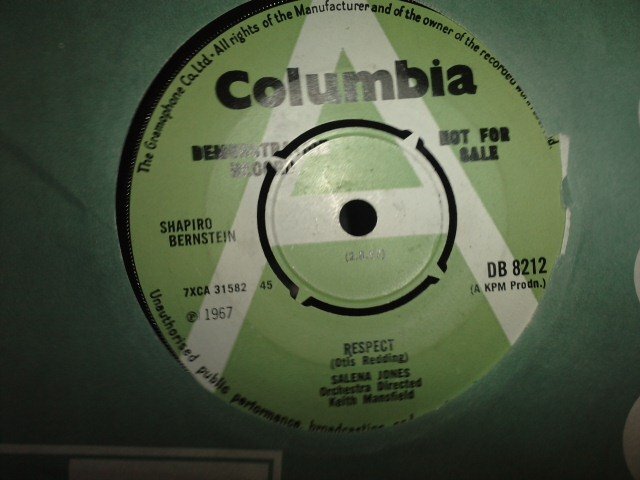 The Gramophone Co. Ltd. · All rights of the Manufacturer and of the owner of the recorded
Columbia
NOT FOR
SALE
SHAPIRO
BERNSTEIN
7XCA 31582 45
℗ 1967
DB 8212
(A KPM Prodn.)
RESPECT
(Otis Redding)
SALENA JONES
Orchestra Directed
Keith Mansfield
Unauthorised public performance, broadcasting